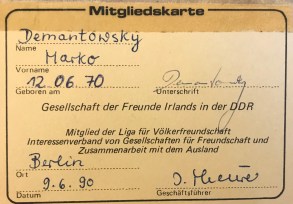 Mitgliedskarte
Demantowsky
Name
Marko
Vorname
12.06.70
Geboren am Unterschrift
Gesellschaft der Freunde Irlands in der DDR
Mitglied der Liga für Völkerfreundschaft
Interessenverband von Gesellschaften für Freundschaft und
Zusammenarbeit mit dem Ausland
Berlin
Ort
9.6.90
Datum Geschäftsführer